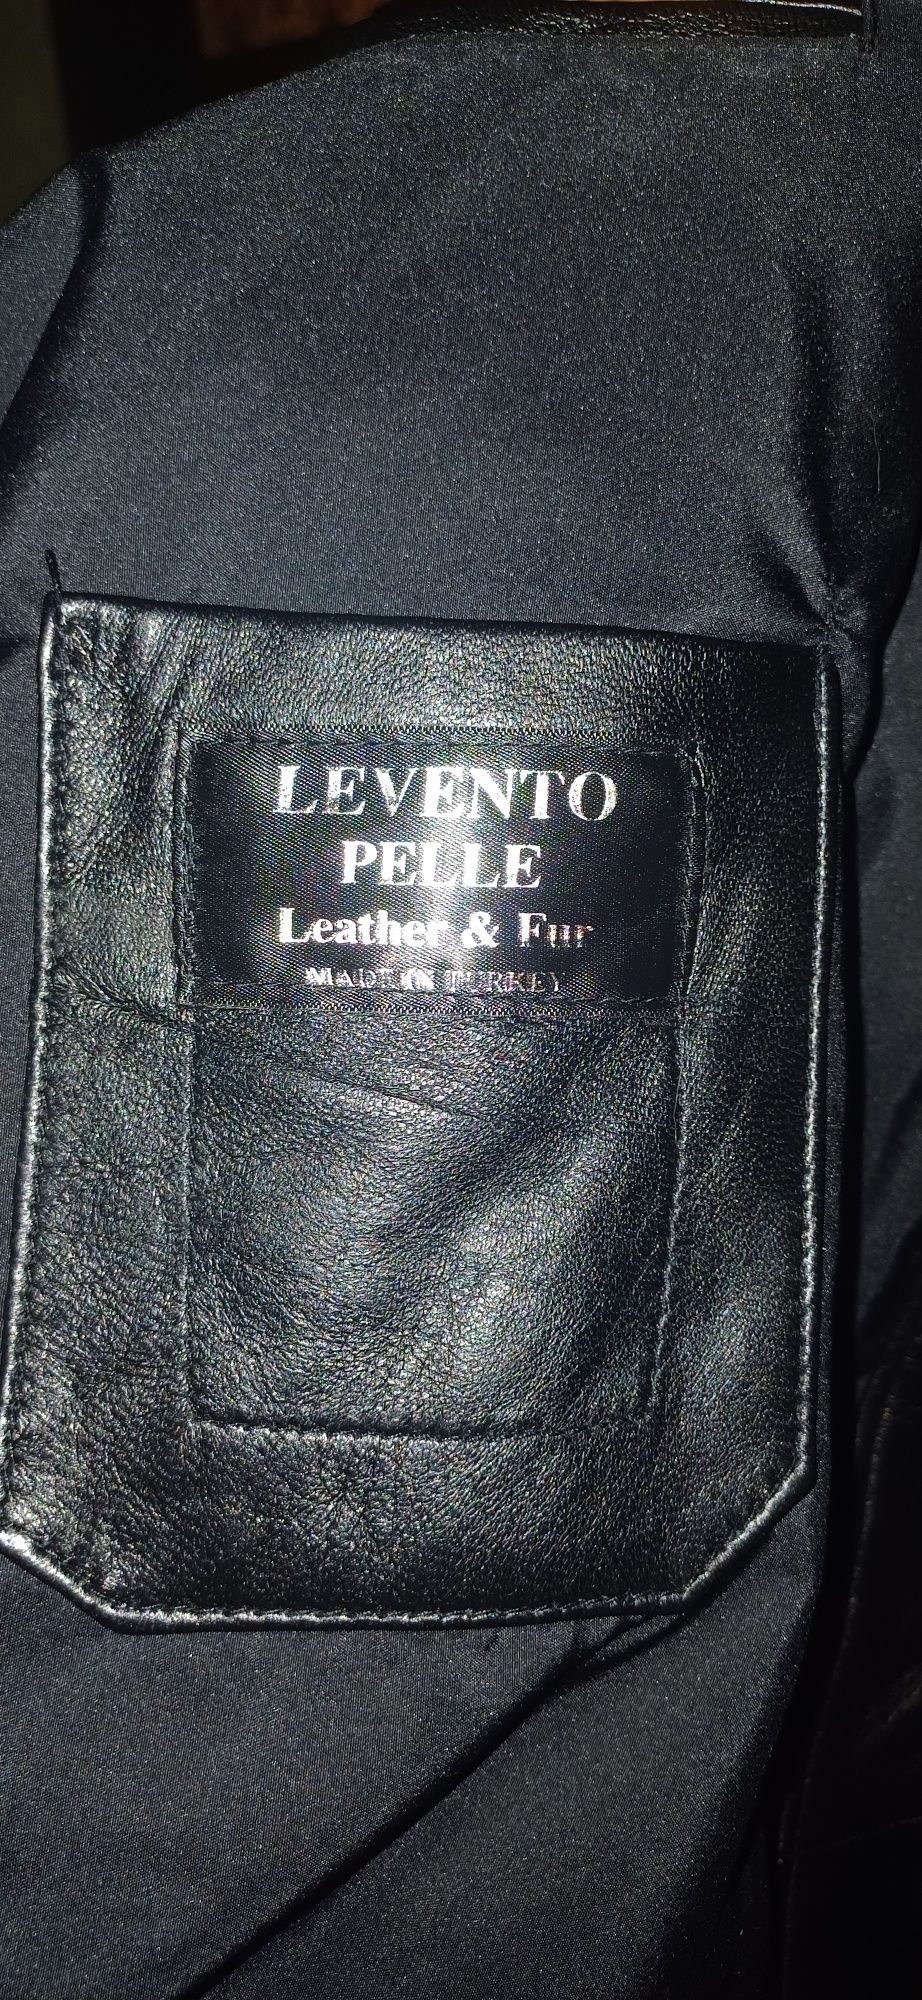 LEVENTO
PELLE
Leather & Fur
MADE IN TURKEY